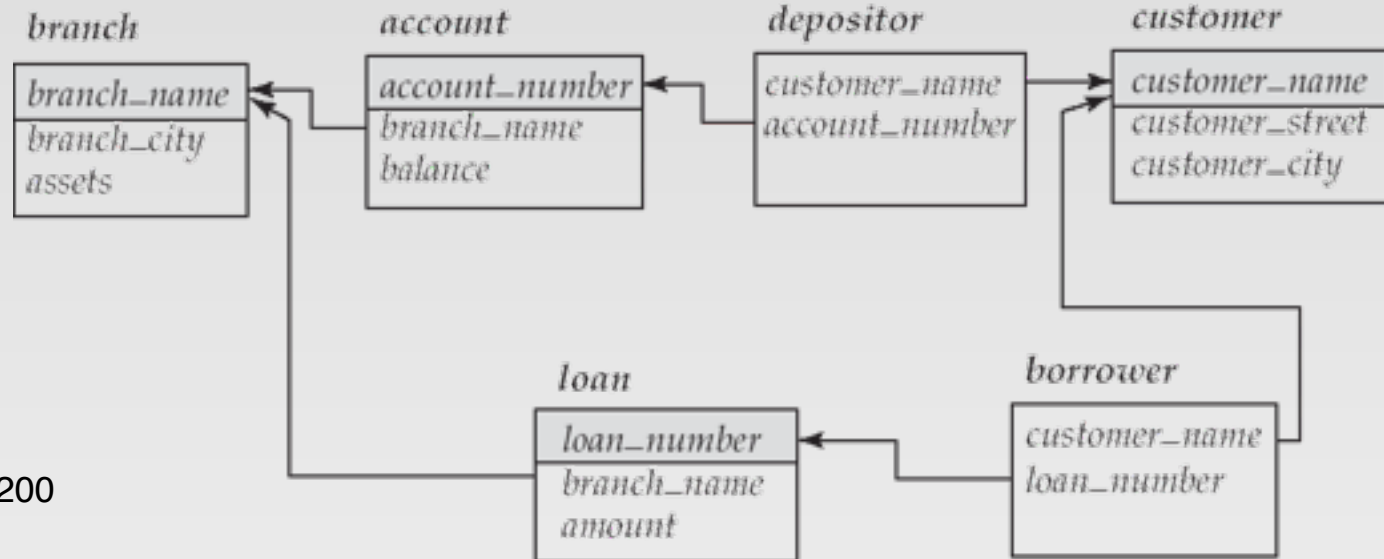 branch
branch_name
branch_city
assets
account
account_number
branch_name
balance
depositor
customer_name
account_number
customer
customer_name
customer_street
customer_city
loan
loan_number
branch_name
amount
borrower
customer_name
loan_number
200